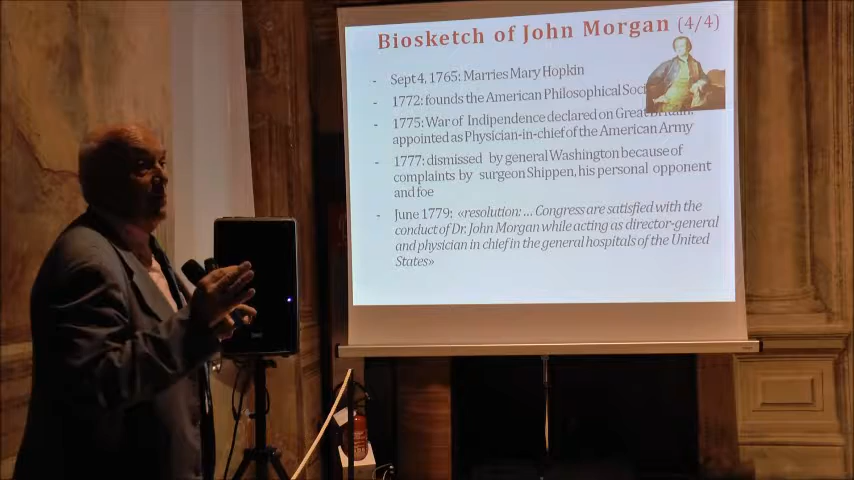 Biosketch of John Morgan (4/4)
- Sept 4, 1765: Marries Mary Hopkin
- 1772: founds the American Philosophical
- 1775: War of Indipendence declared on Great Britain.
appointed as Physician-in-chief of the American Army
- 1777: dismissed by general Washington because of
complaints by surgeon Shippen, his personal opponent
and foe
- June 1779: «resolution: ... Congress are satisfied with the
conduct of Dr. John Morgan while acting as director-general
and physician in chief in the general hospitals of the United
States»